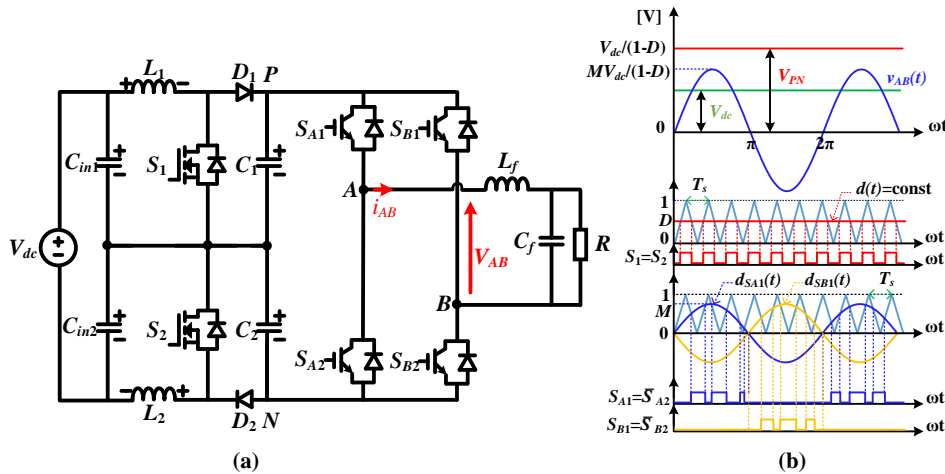 L1
D1 P
Cin1
S1
C1
SA1
SB1
Lf
A
iAB
Vdc
VAB
Cf
R
B
Cin2
S2
C2
SA2
SB2
L2
D2 N
(a)
[V]
Vdc/(1-D)
MVdc/(1-D)
VPN
vAB(t)
Vdc
0
π
2π
ωt
Ts
d(t)=const
1
D
0
ωt
S1=S2
ωt
dSA1(t)
dSB1(t)
Ts
1
M
0
ωt
SA1=S̅A2
ωt
SB1=S̅B2
ωt
(b)